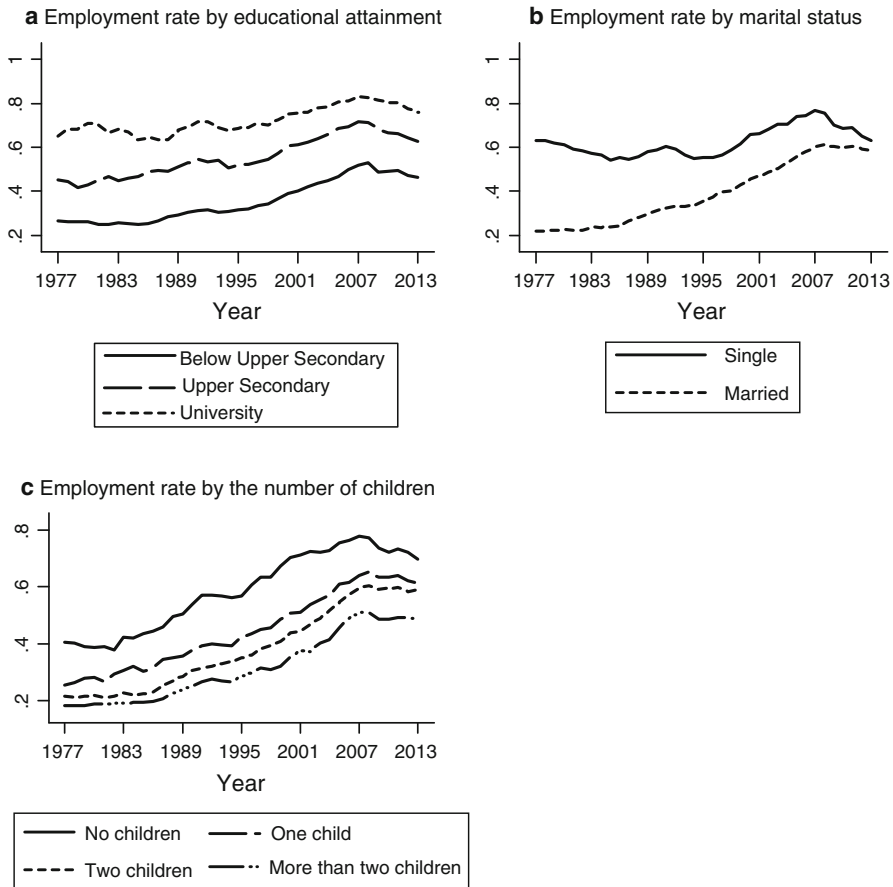 a Employment rate by educational attainment
1
.8
.6
.4
.2
1977 1983 1989 1995 2001 2007 2013
Year
Below Upper Secondary
Upper Secondary
University
b Employment rate by marital status
1
.8
.6
.4
.2
1977 1983 1989 1995 2001 2007 2013
Year
Single
Married
c Employment rate by the number of children
.8
.6
.4
.2
1977 1983 1989 1995 2001 2007 2013
Year
No children One child
Two children More than two children